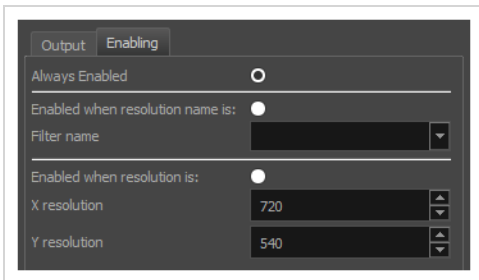 Output Enabling
Always Enabled
Enabled when resolution name is:
Filter name
Enabled when resolution is:
X resolution 720
Y resolution 540